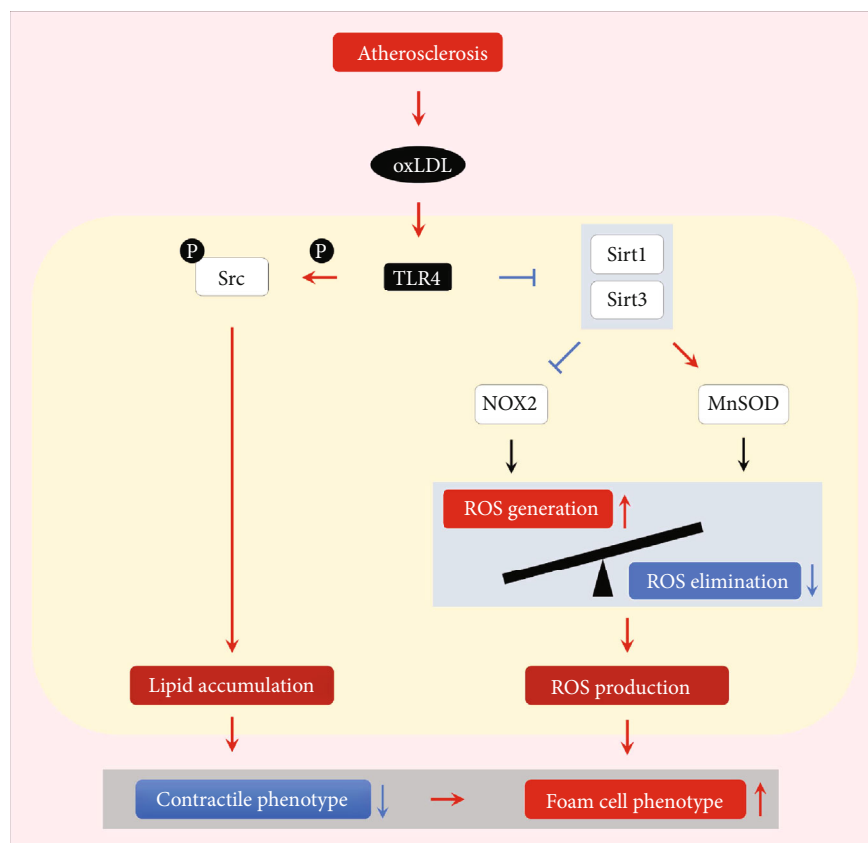 Atherosclerosis
oxLDL
P
P
Src
TLR4
Sirt1
Sirt3
NOX2
MnSOD
ROS generation
ROS elimination
Lipid accumulation
ROS production
Contractile phenotype
Foam cell phenotype